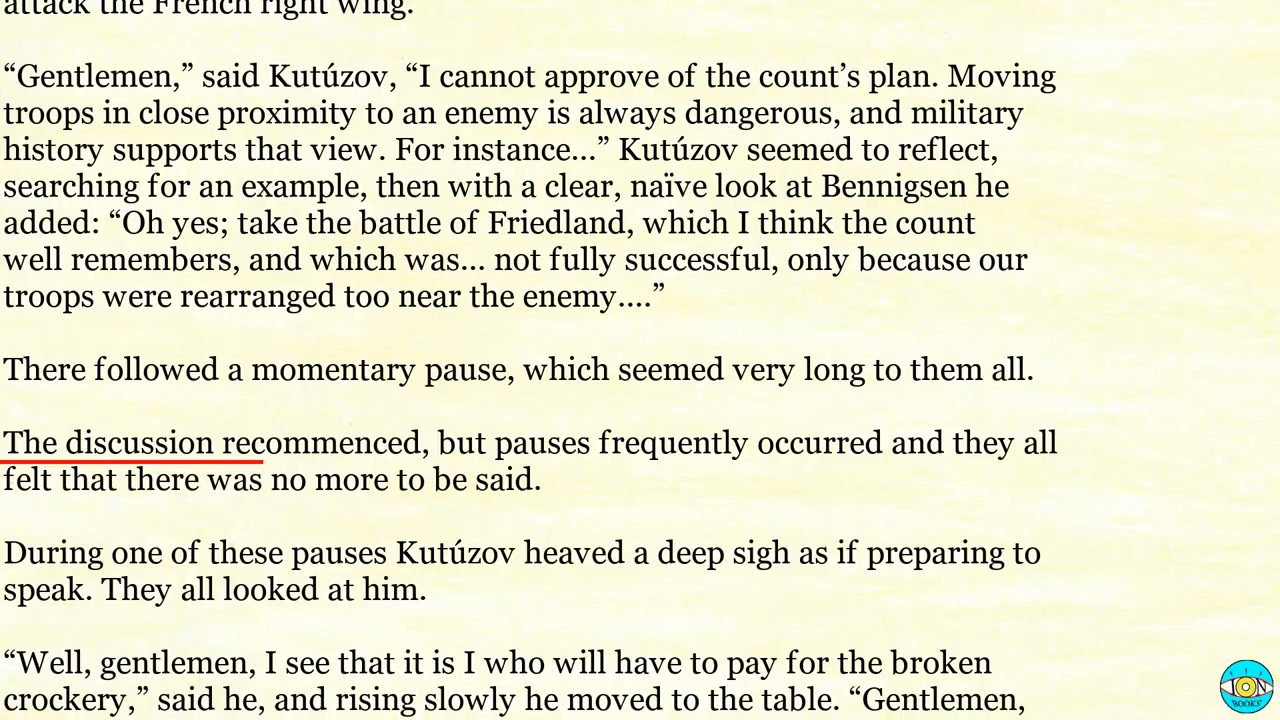 attack the French right wing.
“Gentlemen,” said Kutúzov, “I cannot approve of the count’s plan. Moving
troops in close proximity to an enemy is always dangerous, and military
history supports that view. For instance...” Kutúzov seemed to reflect,
searching for an example, then with a clear, naïve look at Bennigsen he
added: “Oh yes; take the battle of Friedland, which I think the count
well remembers, and which was... not fully successful, only because our
troops were rearranged too near the enemy....”
There followed a momentary pause, which seemed very long to them all.
The discussion recommenced, but pauses frequently occurred and they all
felt that there was no more to be said.
During one of these pauses Kutúzov heaved a deep sigh as if preparing to
speak. They all looked at him.
“Well, gentlemen, I see that it is I who will have to pay for the broken
crockery,” said he, and rising slowly he moved to the table. “Gentlemen,
I
ION
BOOKS